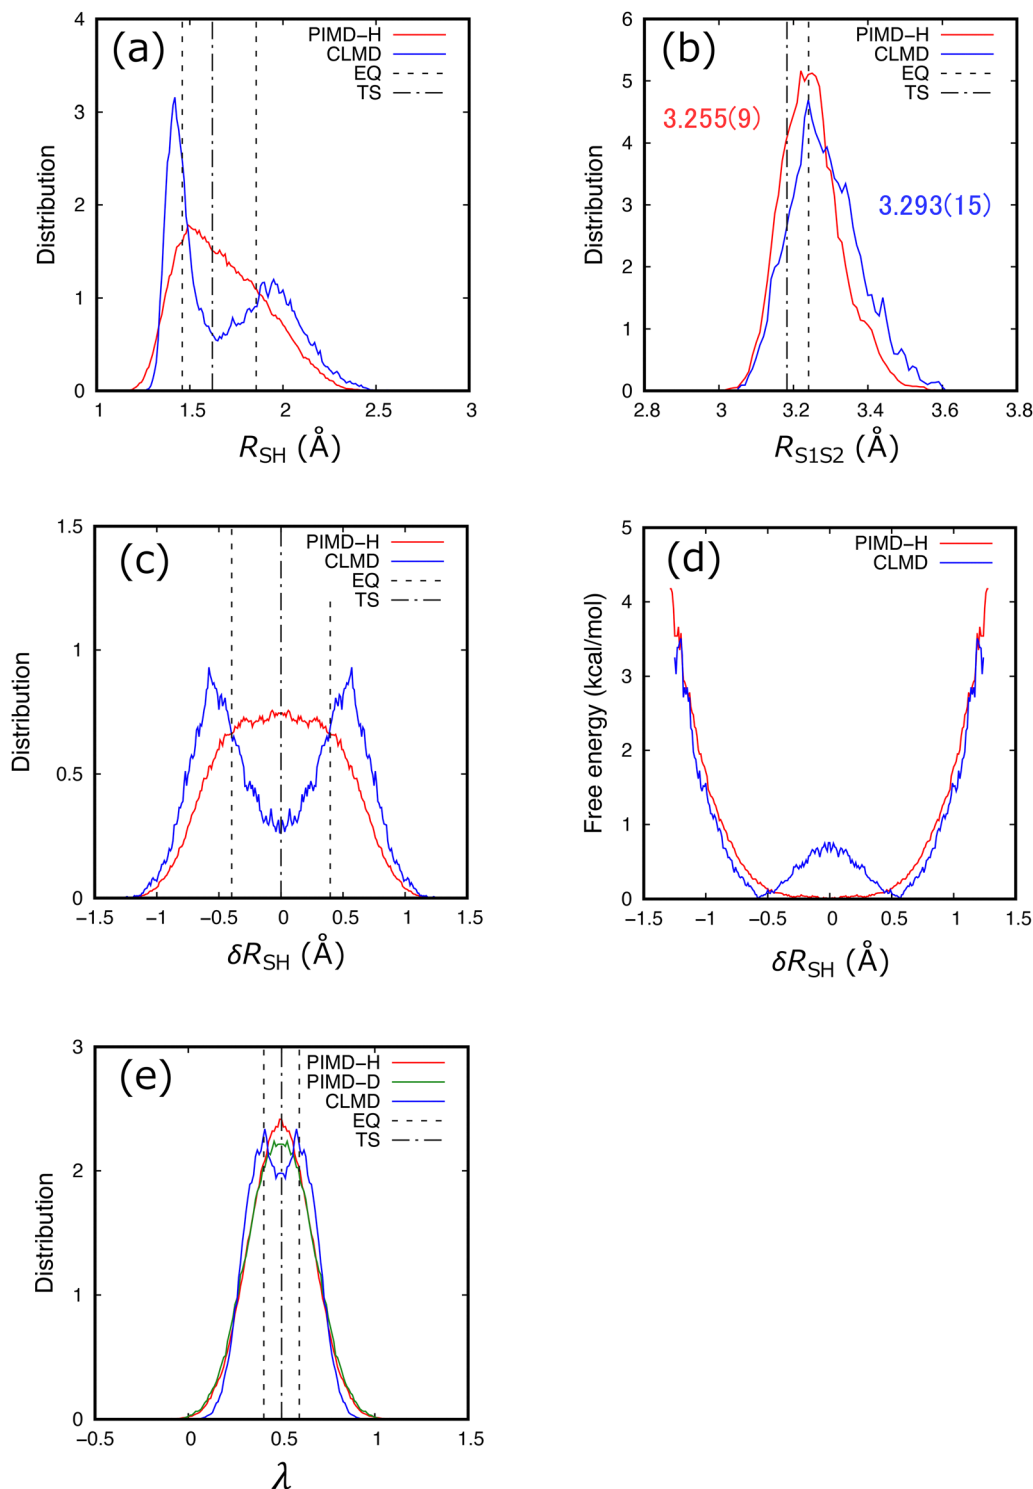 (a)
PIMD-H
CLMD
EQ
TS
4
3
2
1
0
Distribution
1
1.5
2
2.5
3
R_SH (Å)
(b)
PIMD-H
CLMD
EQ
TS
3.255(9)
3.293(15)
6
5
4
3
2
1
0
Distribution
2.8
3
3.2
3.4
3.6
3.8
R_S1S2 (Å)
(c)
PIMD-H
CLMD
EQ
TS
1.5
1
0.5
0
Distribution
-1.5
-1
-0.5
0
0.5
1
1.5
δR_SH (Å)
(d)
PIMD-H
CLMD
5
4
3
2
1
0
Free energy (kcal/mol)
-1.5
-1
-0.5
0
0.5
1
1.5
δR_SH (Å)
(e)
PIMD-H
PIMD-D
CLMD
EQ
TS
3
2
1
0
Distribution
-0.5
0
0.5
1
1.5
λ